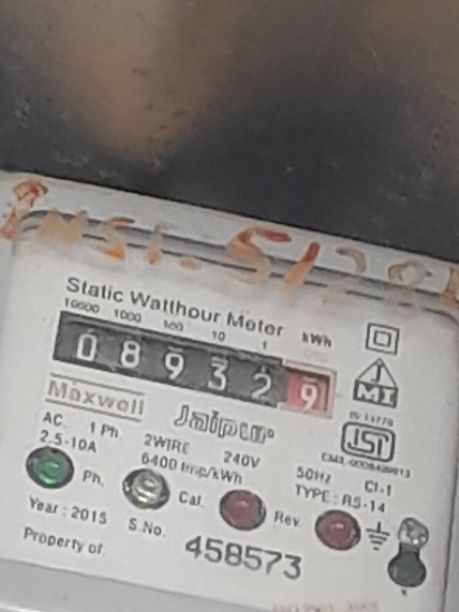 Static Watthour Meter
10000 1000 100 10 1 kWh
0 8 9 3 2 9
MI
Maxwell Jaipur
ISI
AC. 1 Ph 2WIRE 240V 50Hz Cl-1
2.5-10A 6400 Imp/kWh TYPE : RS-14
Ph. Cal. Rev.
Year : 2015 S.No. 458573
Property of